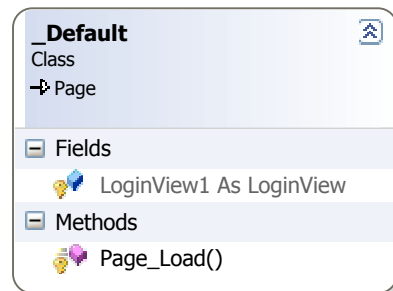 _Default
Class
Page
Fields
LoginView1 As LoginView
Methods
Page_Load()